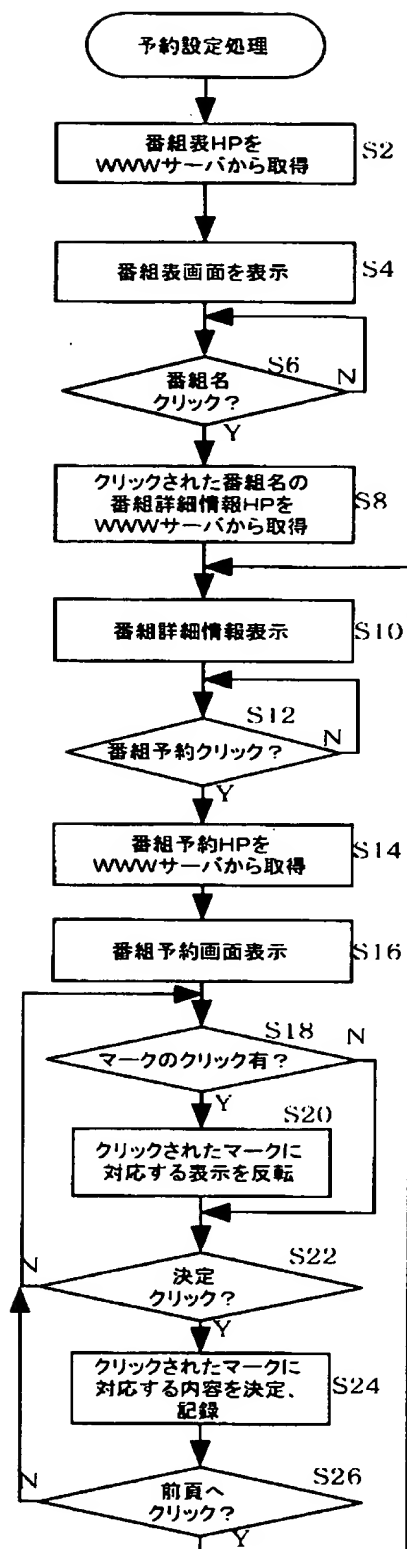 予約設定処理
番組表HPを
WWWサーバから取得
S2
番組表画面を表示
S4
S6
番組名
クリック?
N
Y
クリックされた番組名の
番組詳細情報HPを
WWWサーバから取得
S8
番組詳細情報表示
S10
S12
番組予約クリック?
N
Y
番組予約HPを
WWWサーバから取得
S14
番組予約画面表示
S16
S18
マークのクリック有?
N
Y
S20
クリックされたマークに
対応する表示を反転
S22
決定
クリック?
N
Y
クリックされたマークに
対応する内容を決定、
記録
S24
S26
前頁へ
クリック?
N
Y